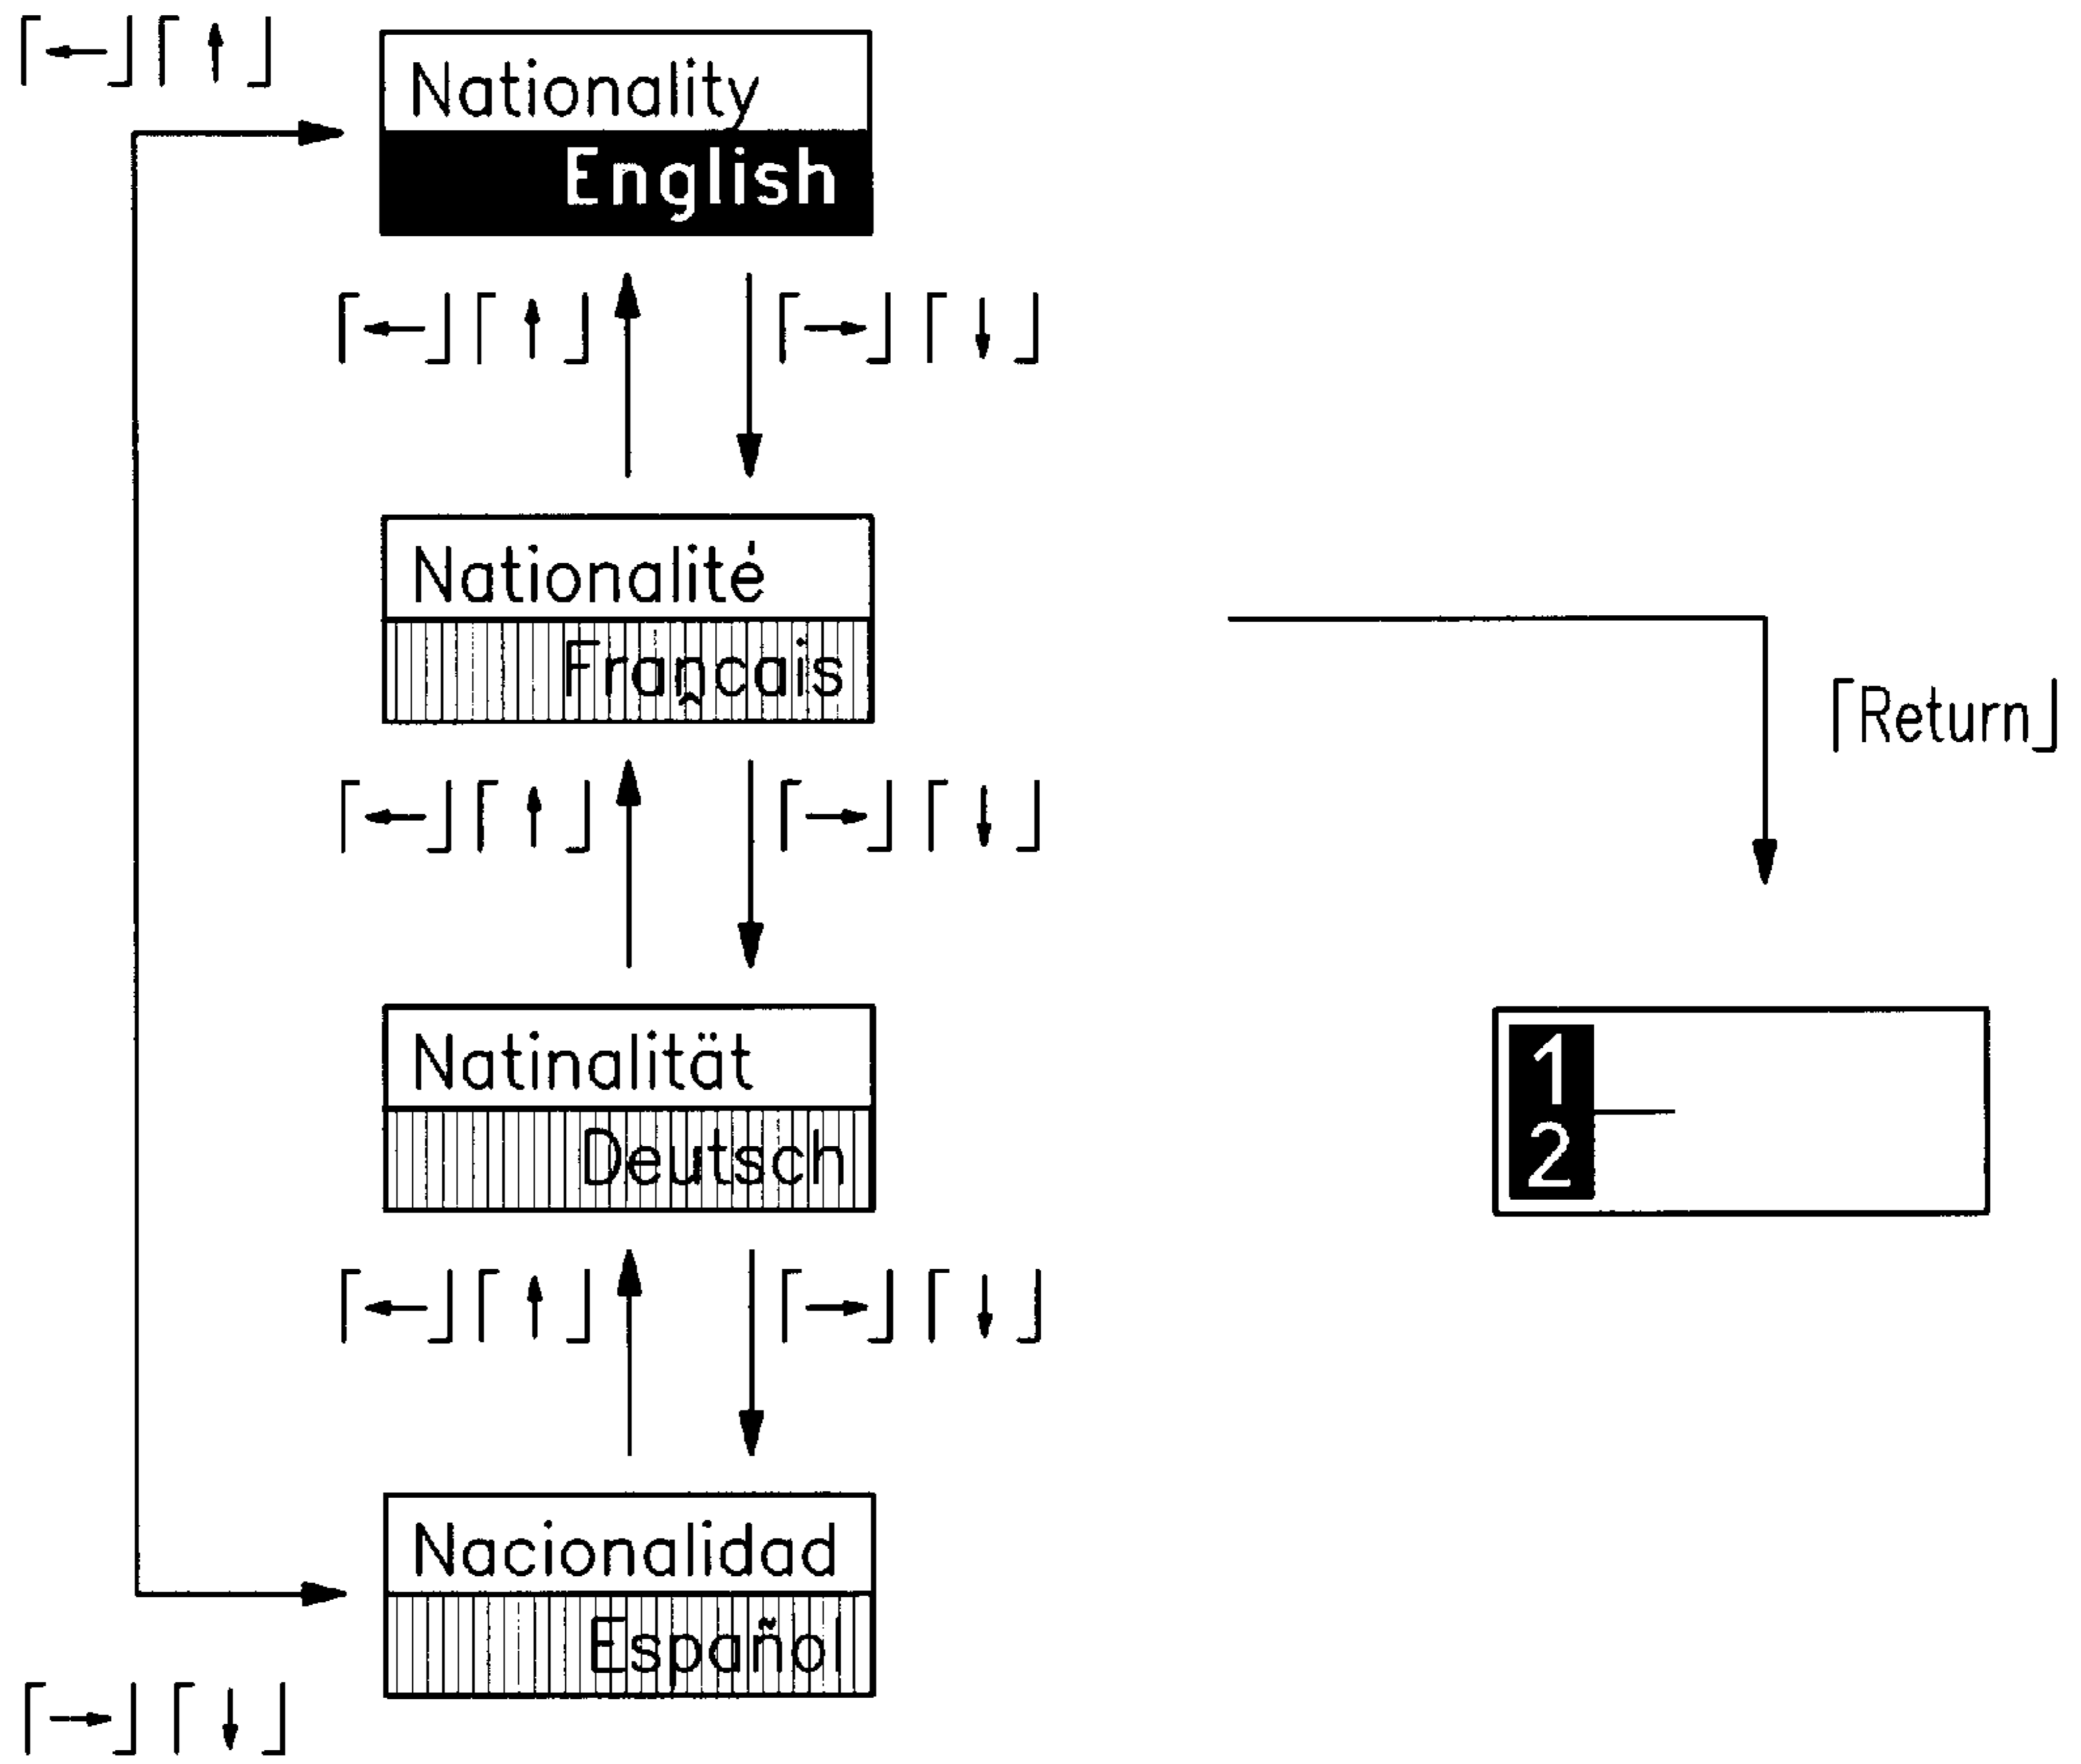 ⌈←⌋⌈↑⌋
Nationality
English
⌈←⌋⌈↑⌋ ⌈→⌋⌈↓⌋
Nationalité
Français
⌈Return⌋
⌈←⌋⌈↑⌋ ⌈→⌋⌈↓⌋
Natinalität
Deutsch
1
2
⌈←⌋⌈↑⌋ ⌈→⌋⌈↓⌋
Nacionalidad
Español
⌈→⌋⌈↓⌋